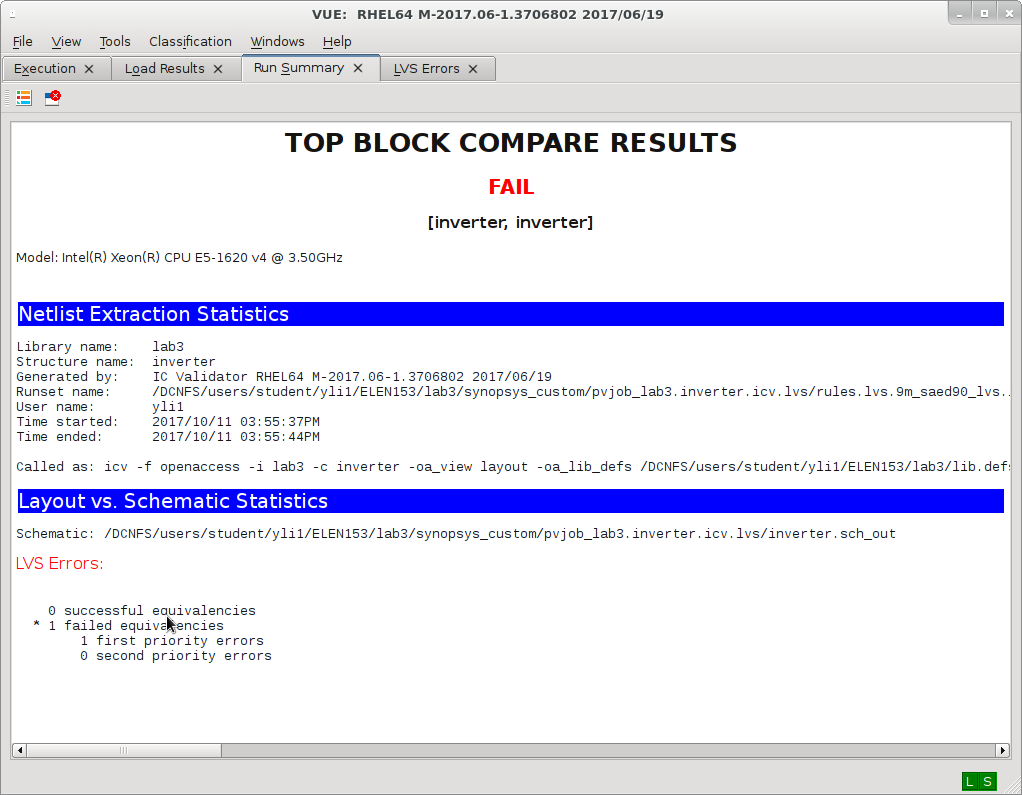 VUE: RHEL64 M-2017.06-1.3706802 2017/06/19
File View Tools Classification Windows Help
Execution Load Results Run Summary LVS Errors
TOP BLOCK COMPARE RESULTS
FAIL
[inverter, inverter]
Model: Intel(R) Xeon(R) CPU E5-1620 v4 @ 3.50GHz
Netlist Extraction Statistics
Library name: lab3
Structure name: inverter
Generated by: IC Validator RHEL64 M-2017.06-1.3706802 2017/06/19
Runset name: /DCNFS/users/student/yli1/ELEN153/lab3/synopsys_custom/pvjob_lab3.inverter.icv.lvs/rules.lvs.9m_saed90_lvs..
User name: yli1
Time started: 2017/10/11 03:55:37PM
Time ended: 2017/10/11 03:55:44PM
Called as: icv -f openaccess -i lab3 -c inverter -oa_view layout -oa_lib_defs /DCNFS/users/student/yli1/ELEN153/lab3/lib.defs
Layout vs. Schematic Statistics
Schematic: /DCNFS/users/student/yli1/ELEN153/lab3/synopsys_custom/pvjob_lab3.inverter.icv.lvs/inverter.sch_out
LVS Errors:
0 successful equivalencies
* 1 failed equivalencies
1 first priority errors
0 second priority errors
L S